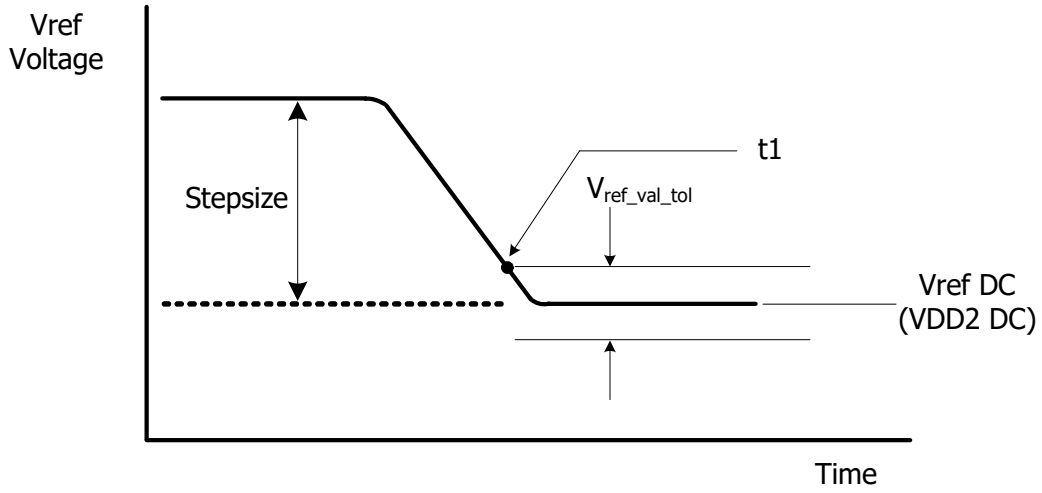 Vref
Voltage
t1
Vref_val_tol
Stepsize
Vref DC
(VDD2 DC)
Time